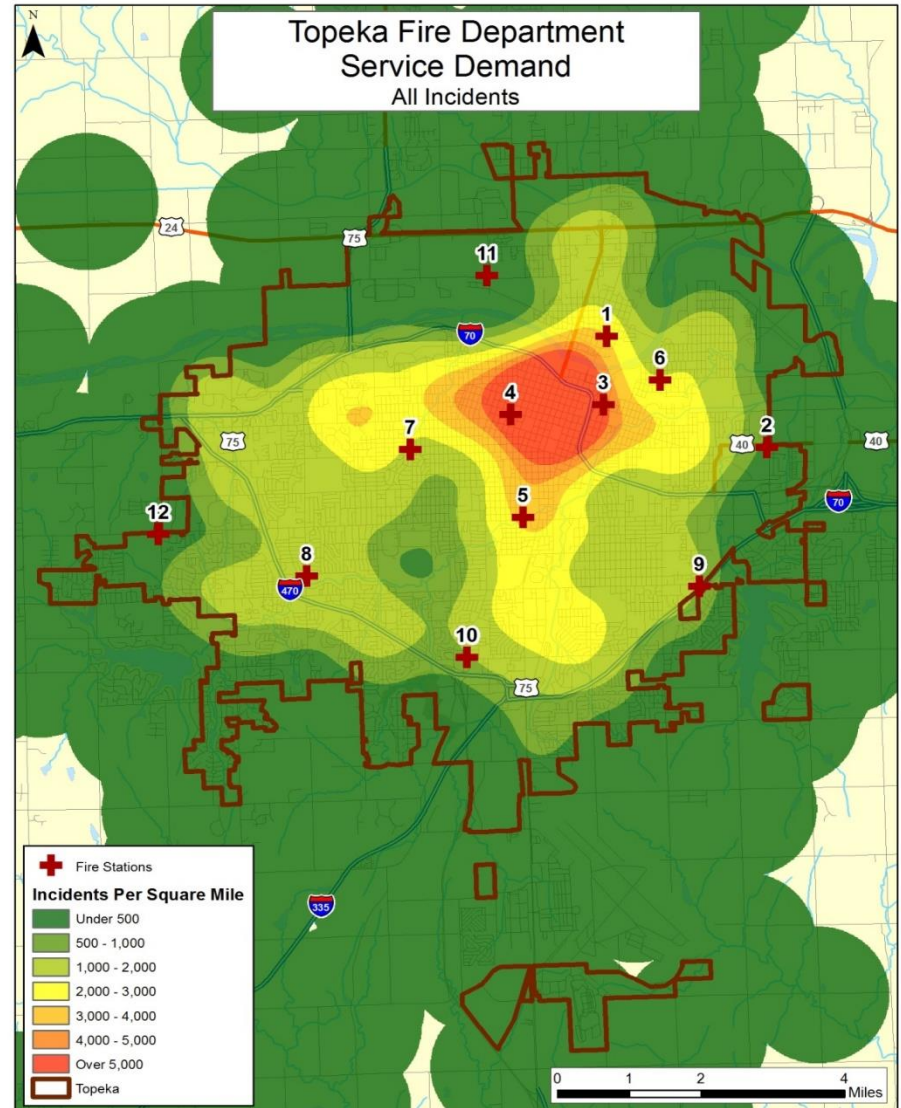 N
Topeka Fire Department
Service Demand
All Incidents
24
75
11
70
1
6
4
3
7
2
75
40
40
5
12
70
8
9
470
10
75
335
Fire Stations
Incidents Per Square Mile
Under 500
500 - 1,000
1,000 - 2,000
2,000 - 3,000
3,000 - 4,000
4,000 - 5,000
Over 5,000
Topeka
0 1 2 4
Miles